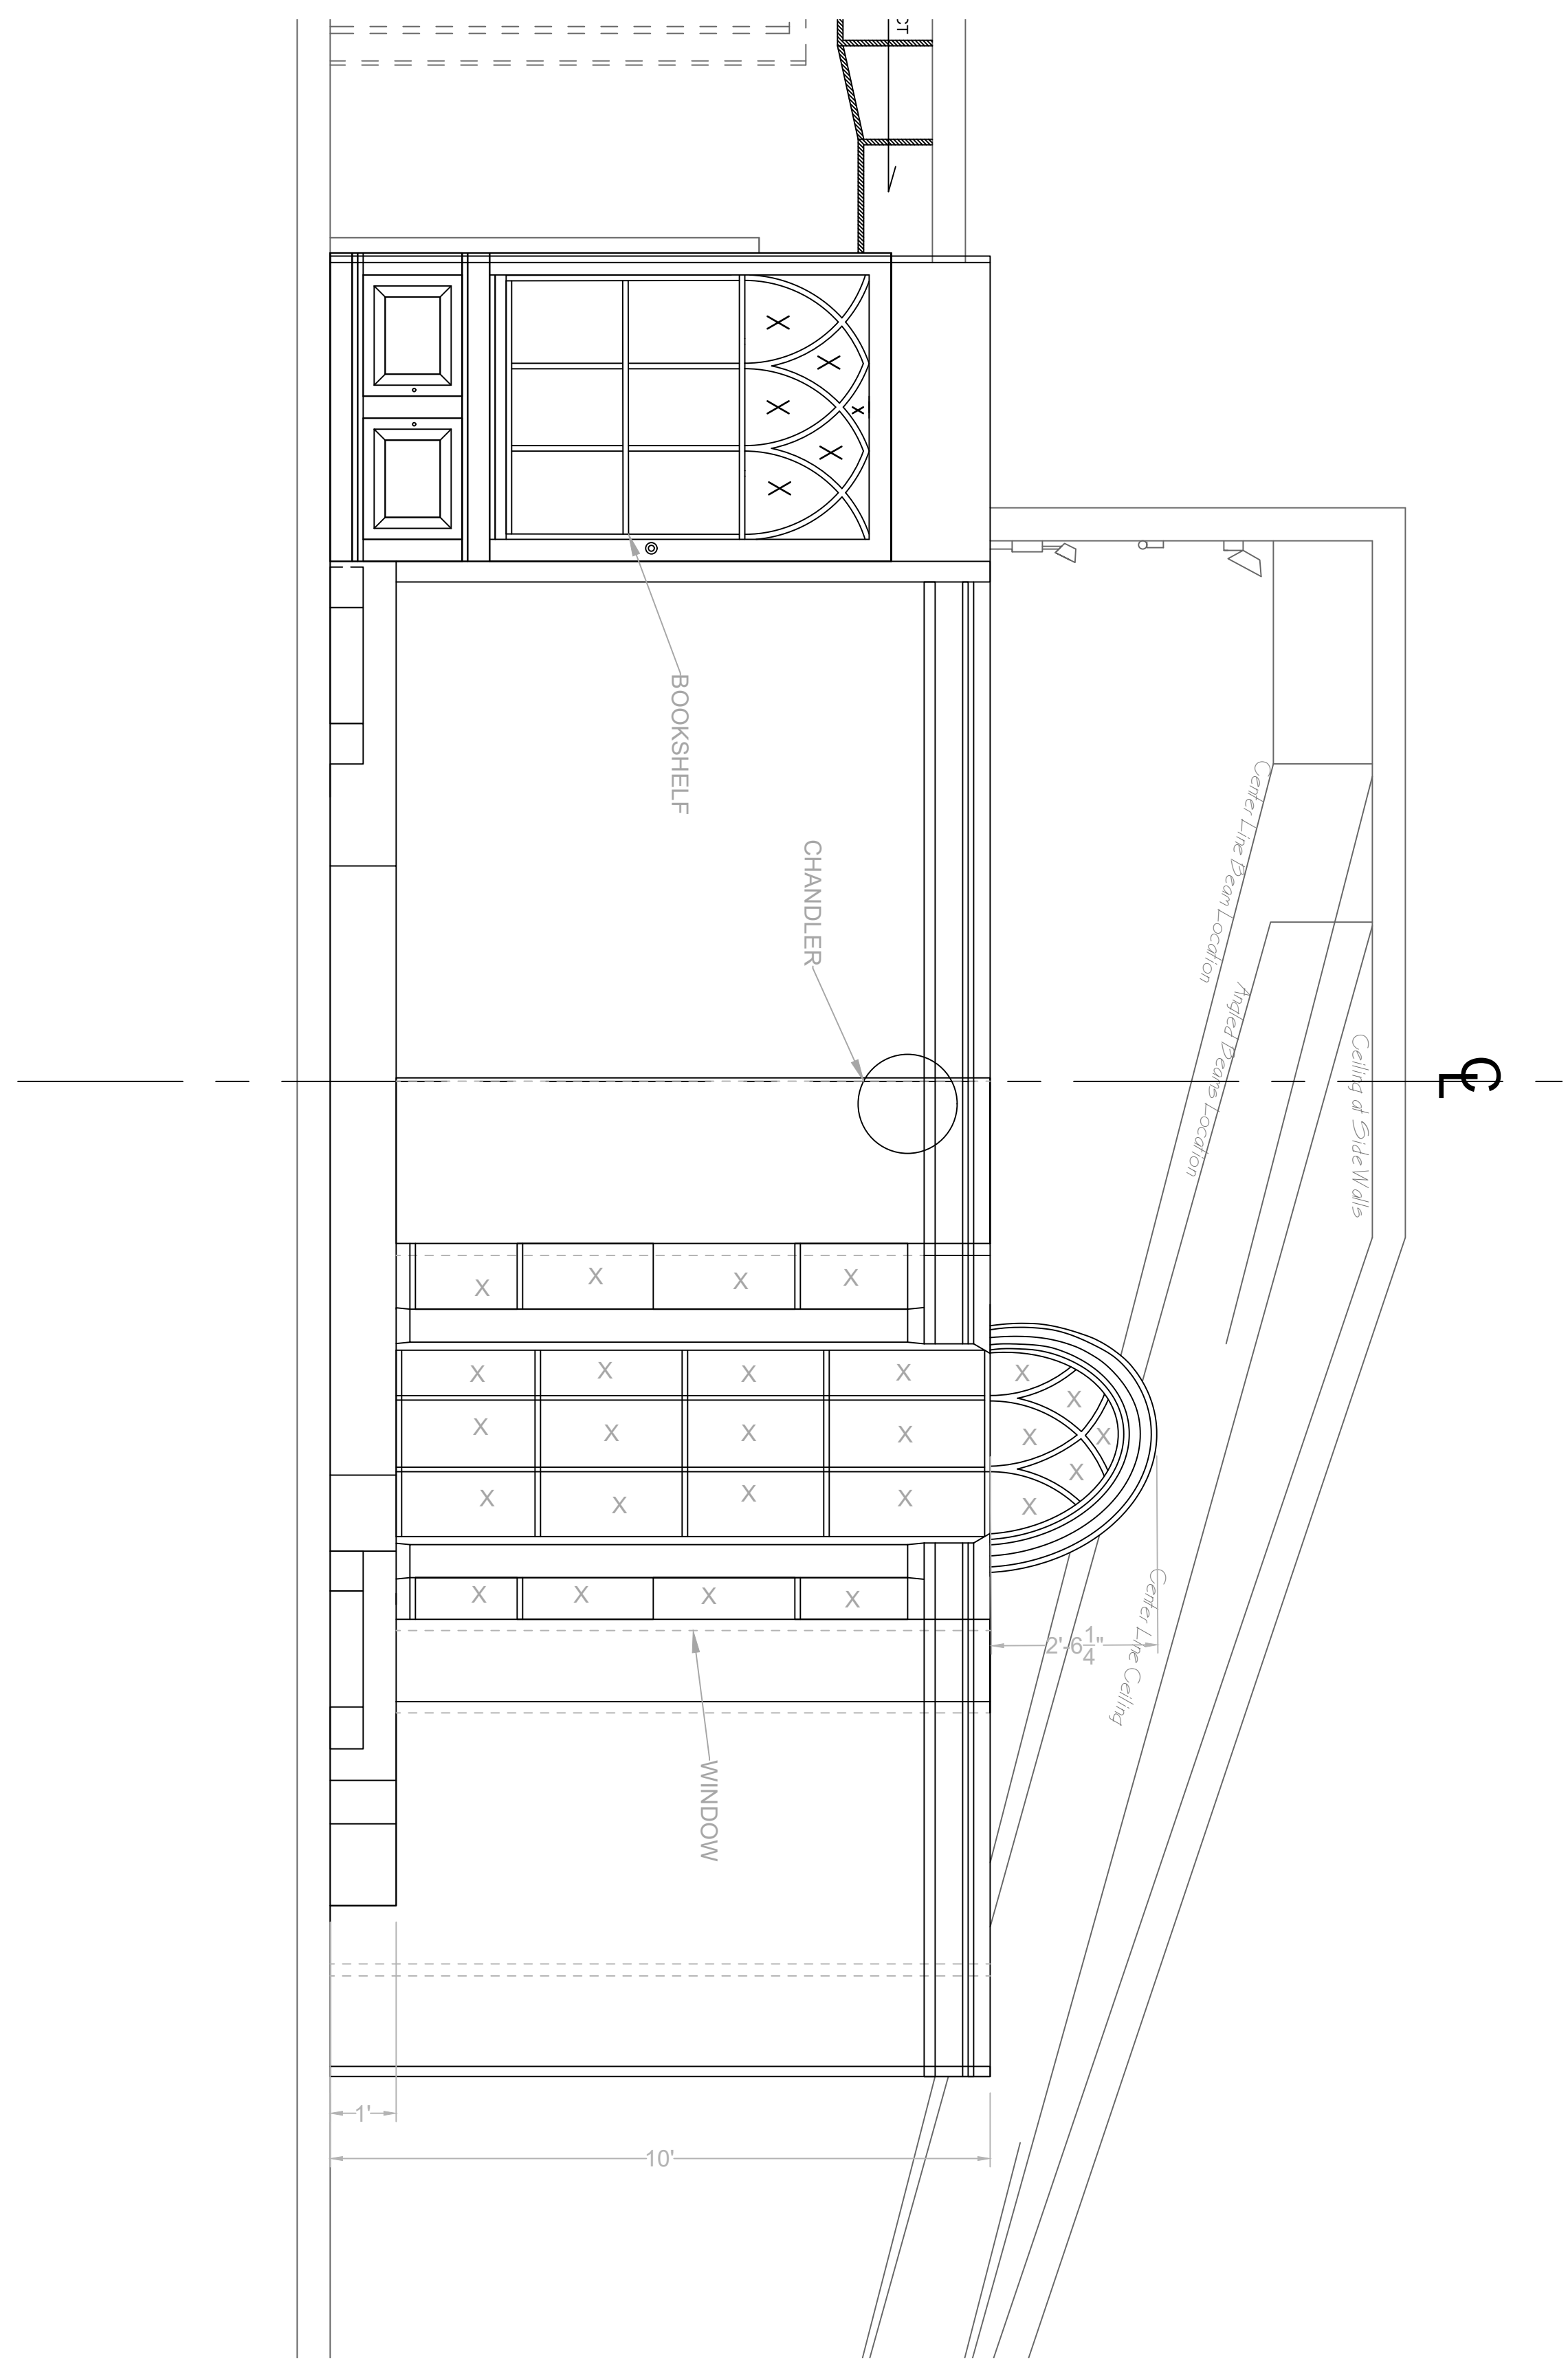 CL
Ceiling at Side Walls
Center Line Beam Location
Angled Beams Location
Center Line Ceiling
2'-6 1/4"
X
X X
X X X
x
X X
X X X
CHANDLER
X X X X X
X X X X X
X X X X X
X X X X X
BOOKSHELF
WINDOW
10'
1'